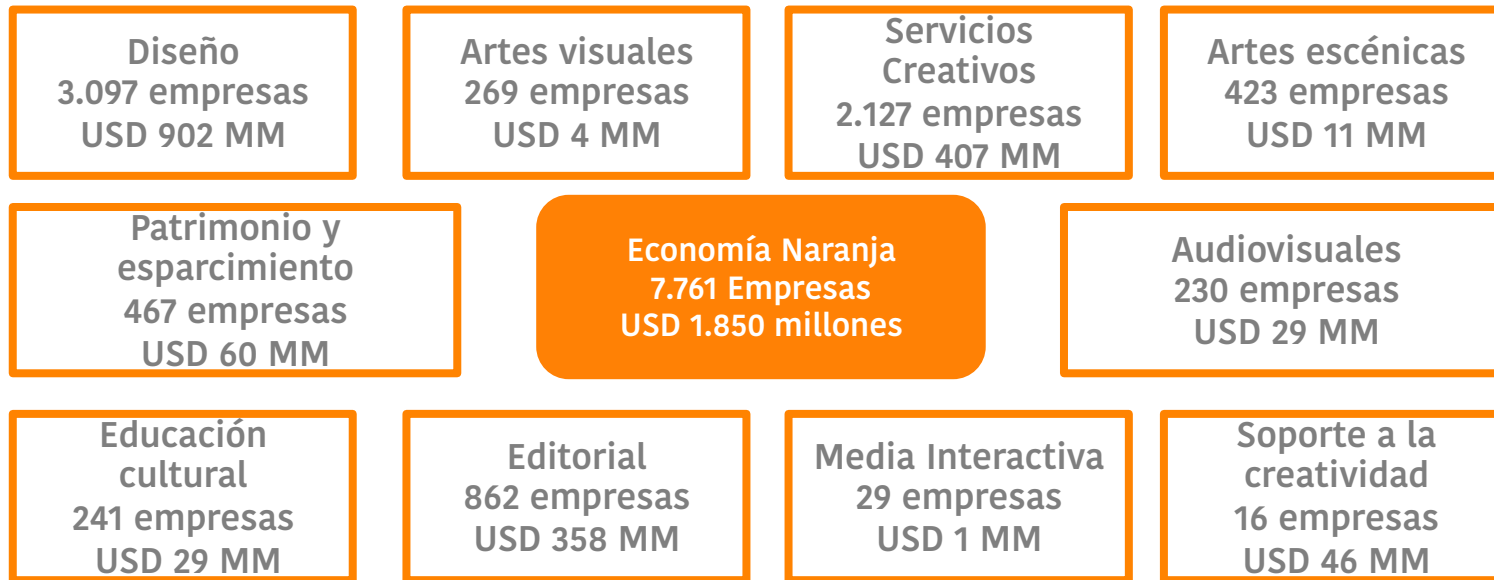 Diseño
3.097 empresas
USD 902 MM
Artes visuales
269 empresas
USD 4 MM
Servicios
Creativos
2.127 empresas
USD 407 MM
Artes escénicas
423 empresas
USD 11 MM
Patrimonio y
esparcimiento
467 empresas
USD 60 MM
Economía Naranja
7.761 Empresas
USD 1.850 millones
Audiovisuales
230 empresas
USD 29 MM
Educación
cultural
241 empresas
USD 29 MM
Editorial
862 empresas
USD 358 MM
Media Interactiva
29 empresas
USD 1 MM
Soporte a la
creatividad
16 empresas
USD 46 MM